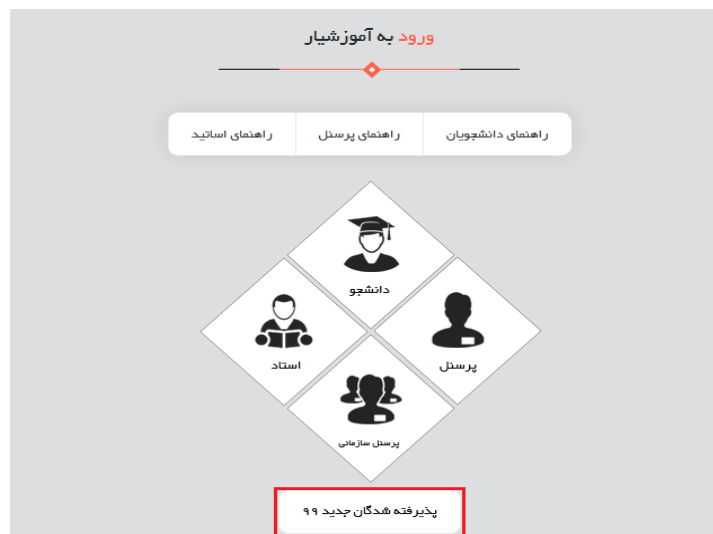 ورود به آموزشیار
راهنمای دانشجویان
راهنمای پرسنل
راهنمای اساتید
دانشجو
پرسنل
استاد
پرسنل سازمانی
پذیرفته شدگان جدید ۹۹